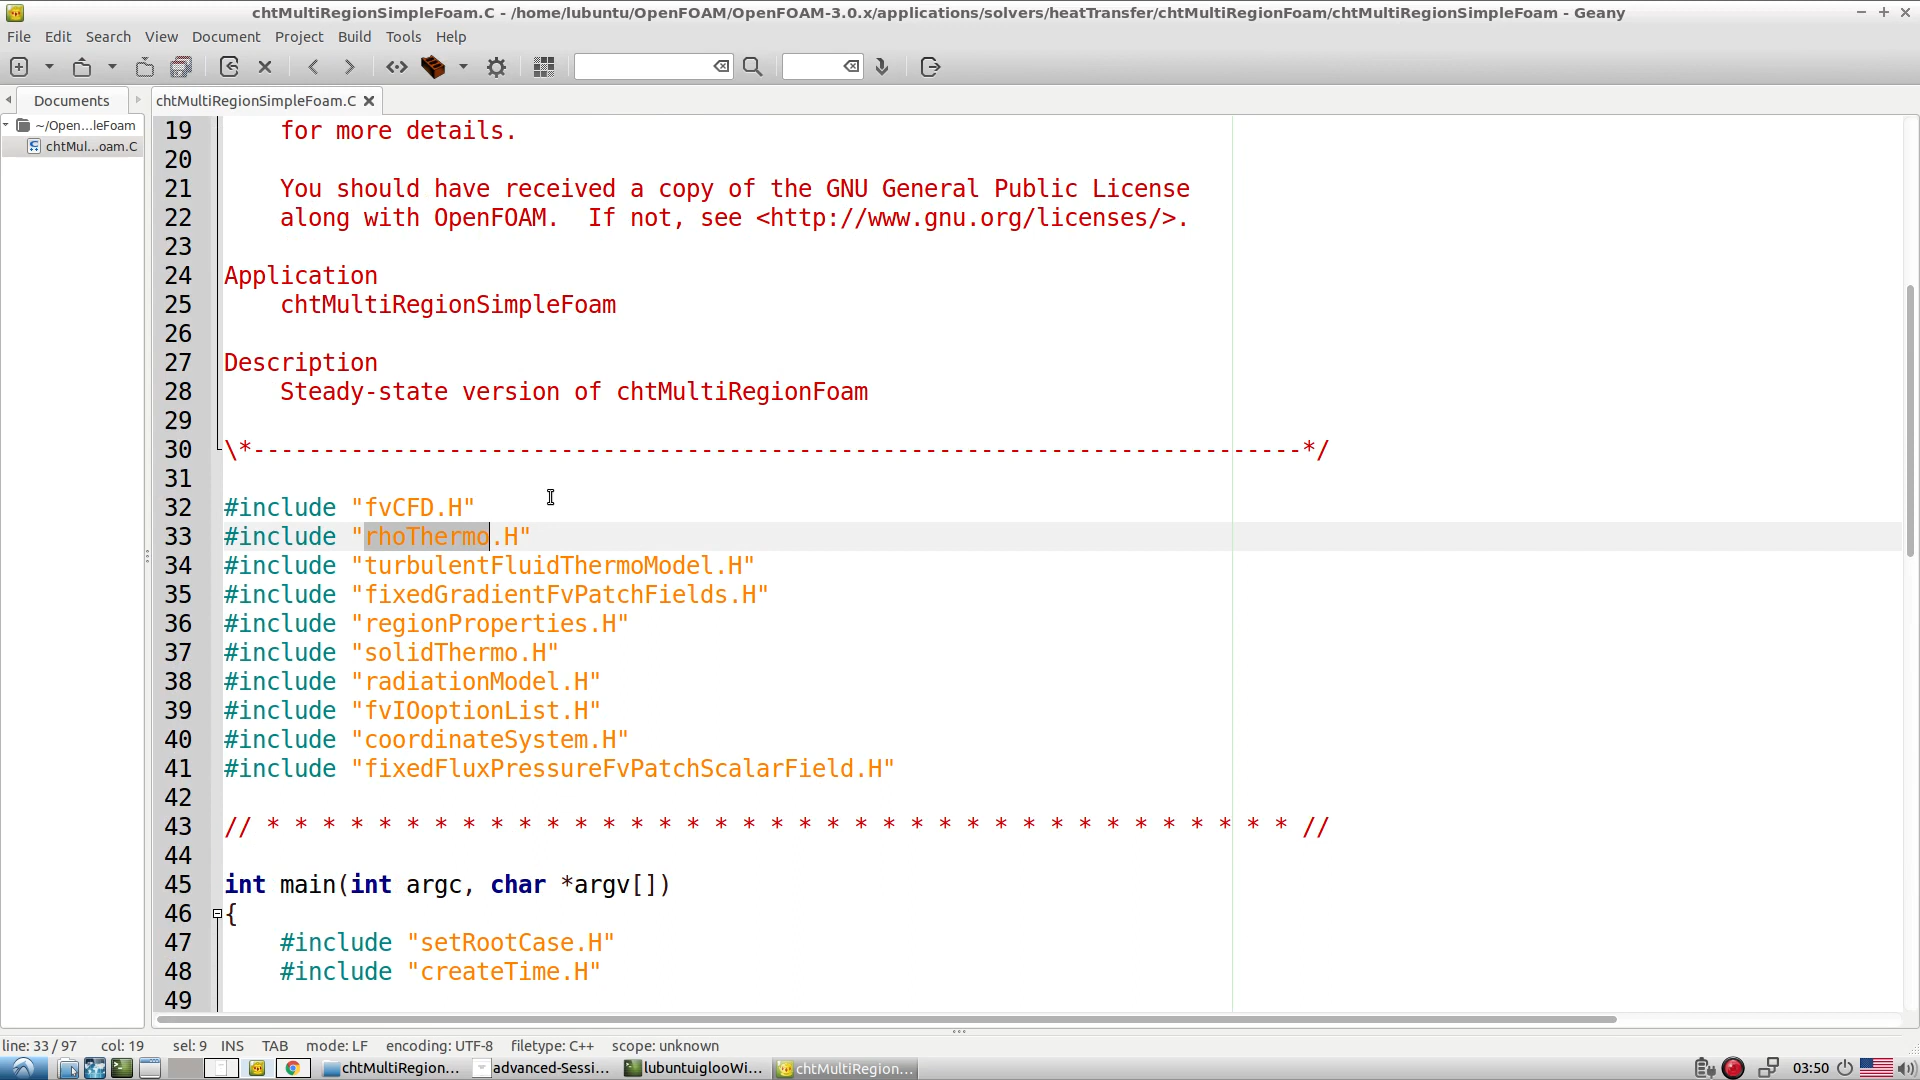 chtMultiRegionSimpleFoam.C - /home/lubuntu/OpenFOAM/OpenFOAM-3.0.x/applications/solvers/heatTransfer/chtMultiRegionFoam/chtMultiRegionSimpleFoam - Geany
File Edit Search View Document Project Build Tools Help
Documents
chtMultiRegionSimpleFoam.C
~/Open...leFoam
chtMul...oam.C
19 for more details.
20
21 You should have received a copy of the GNU General Public License
22 along with OpenFOAM.  If not, see <http://www.gnu.org/licenses/>.
23
24 Application
25 chtMultiRegionSimpleFoam
26
27 Description
28 Steady-state version of chtMultiRegionFoam
29
30 \*---------------------------------------------------------------------------*/
31
32 #include "fvCFD.H"
33 #include "rhoThermo.H"
34 #include "turbulentFluidThermoModel.H"
35 #include "fixedGradientFvPatchFields.H"
36 #include "regionProperties.H"
37 #include "solidThermo.H"
38 #include "radiationModel.H"
39 #include "fvIOoptionList.H"
40 #include "coordinateSystem.H"
41 #include "fixedFluxPressureFvPatchScalarField.H"
42
43 // * * * * * * * * * * * * * * * * * * * * * * * * * * * * * * * * * * * * * //
44
45 int main(int argc, char *argv[])
46 {
47 #include "setRootCase.H"
48 #include "createTime.H"
49
line: 33 / 97 col: 19 sel: 9 INS TAB mode: LF encoding: UTF-8 filetype: C++ scope: unknown
chtMultiRegion... advanced-Sessi... lubuntuiglooWi... chtMultiRegion... 03:50